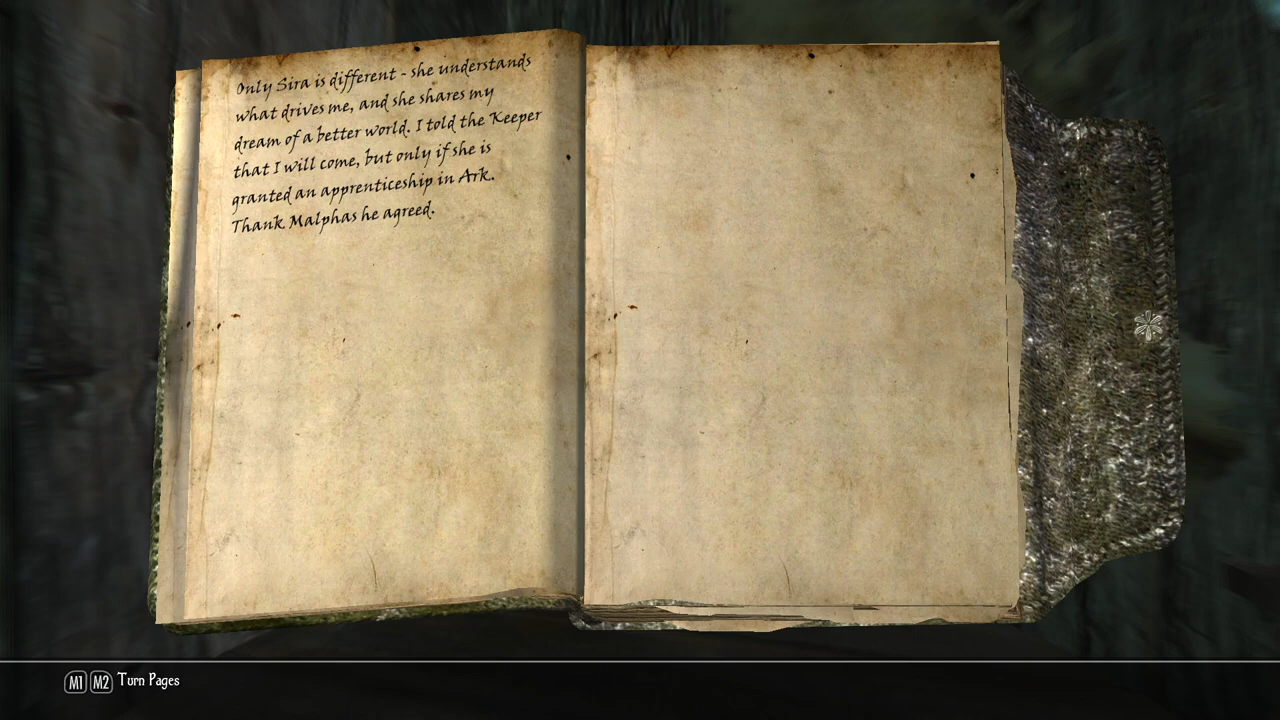 Only Sira is different - she understands
what drives me, and she shares my
dream of a better world. I told the Keeper
that I will come, but only if she is
granted an apprenticeship in Ark.
Thank Malphas he agreed.
M1 M2 Turn Pages